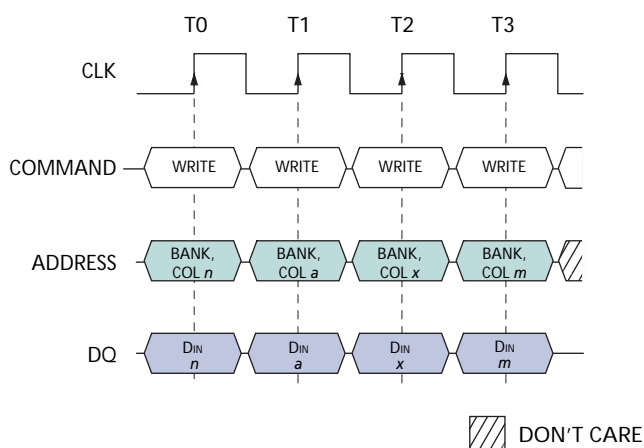 T0 T1 T2 T3
CLK
COMMAND WRITE WRITE WRITE WRITE
ADDRESS BANK, COL n BANK, COL a BANK, COL x BANK, COL m
DQ DIN n DIN a DIN x DIN m
DON'T CARE